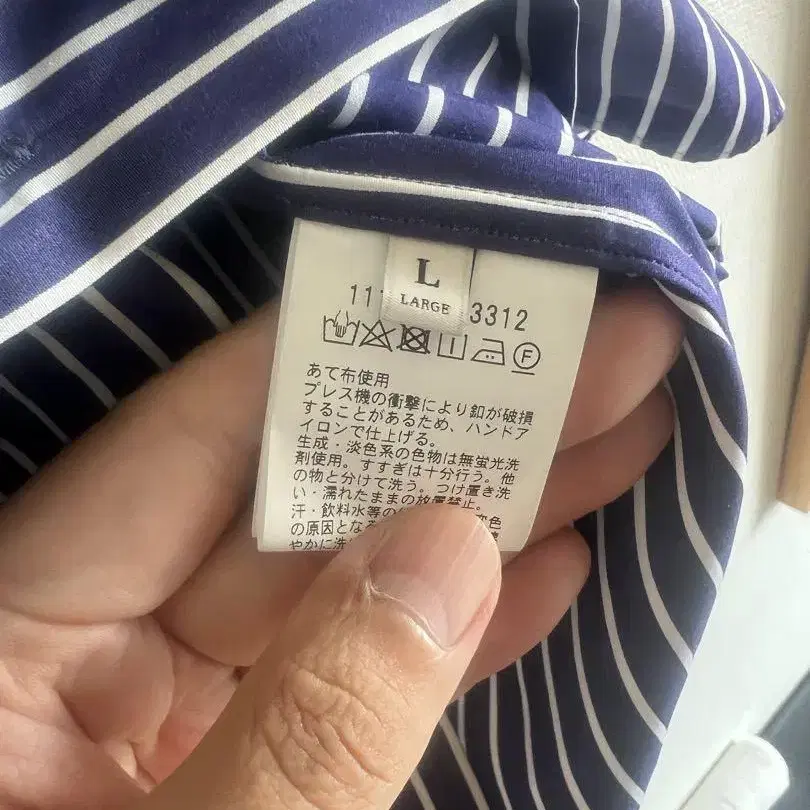 L
LARGE
11
3312
F
あて布使用
プレス機の衝撃により釦が破損
することがあるため、ハンドア
イロンで仕上げる。
生成・淡色系の色物は無蛍光洗
剤使用。すすぎは十分行う。他
の物と分けて洗う。つけ置き洗
い・濡れたままの放置禁止。
汗・飲料水等の 変色
の原因とな
やかに洗